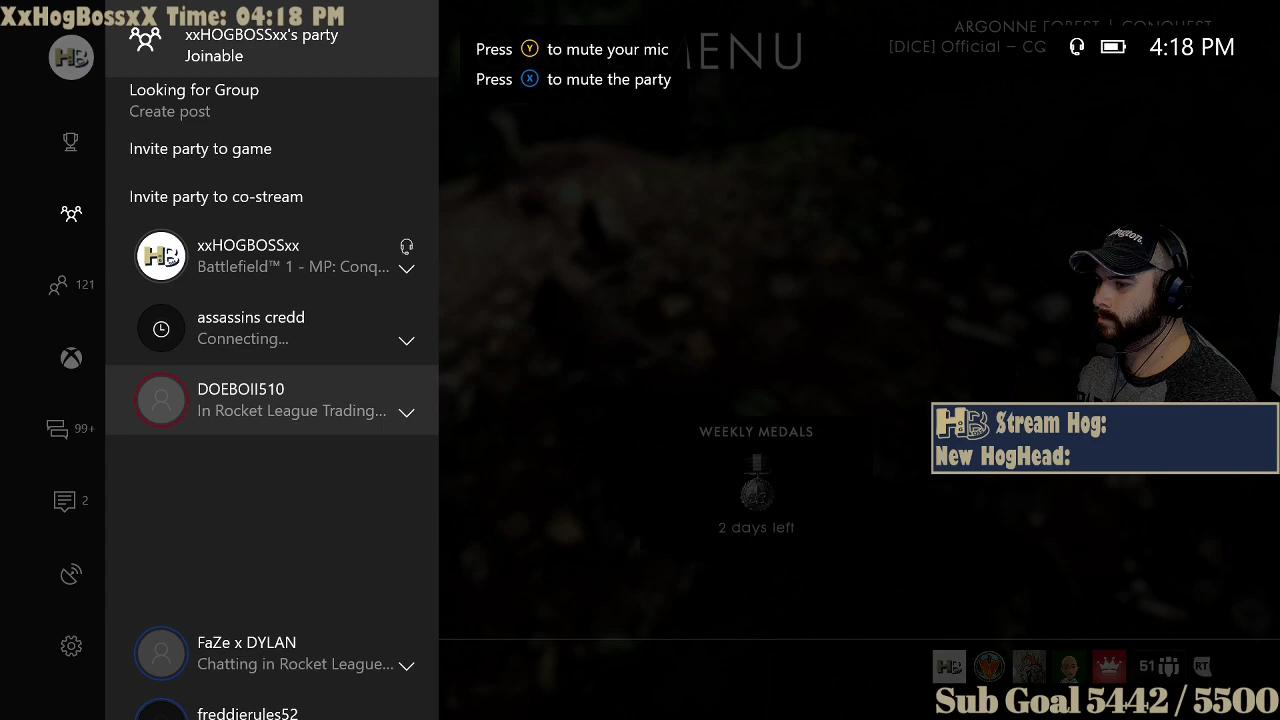 XxHogBossxX Time: 04:18 PM
xxHOGBOSSxx's party
Joinable
Looking for Group
Create post
Invite party to game
Invite party to co-stream
xxHOGBOSSxx
Battlefield™ 1 - MP: Conq...
assassins credd
Connecting...
DOEBOII510
In Rocket League Trading...
FaZe x DYLAN
Chatting in Rocket League...
freddierules52
121
99+
2
Press Y to mute your mic
Press X to mute the party
MENU
ARGONNE FOREST | CONQUEST
[DICE] Official – CQ
4:18 PM
WEEKLY MEDALS
2 days left
HB Stream Hog:
New HogHead:
51
RT
Sub Goal 5442 / 5500